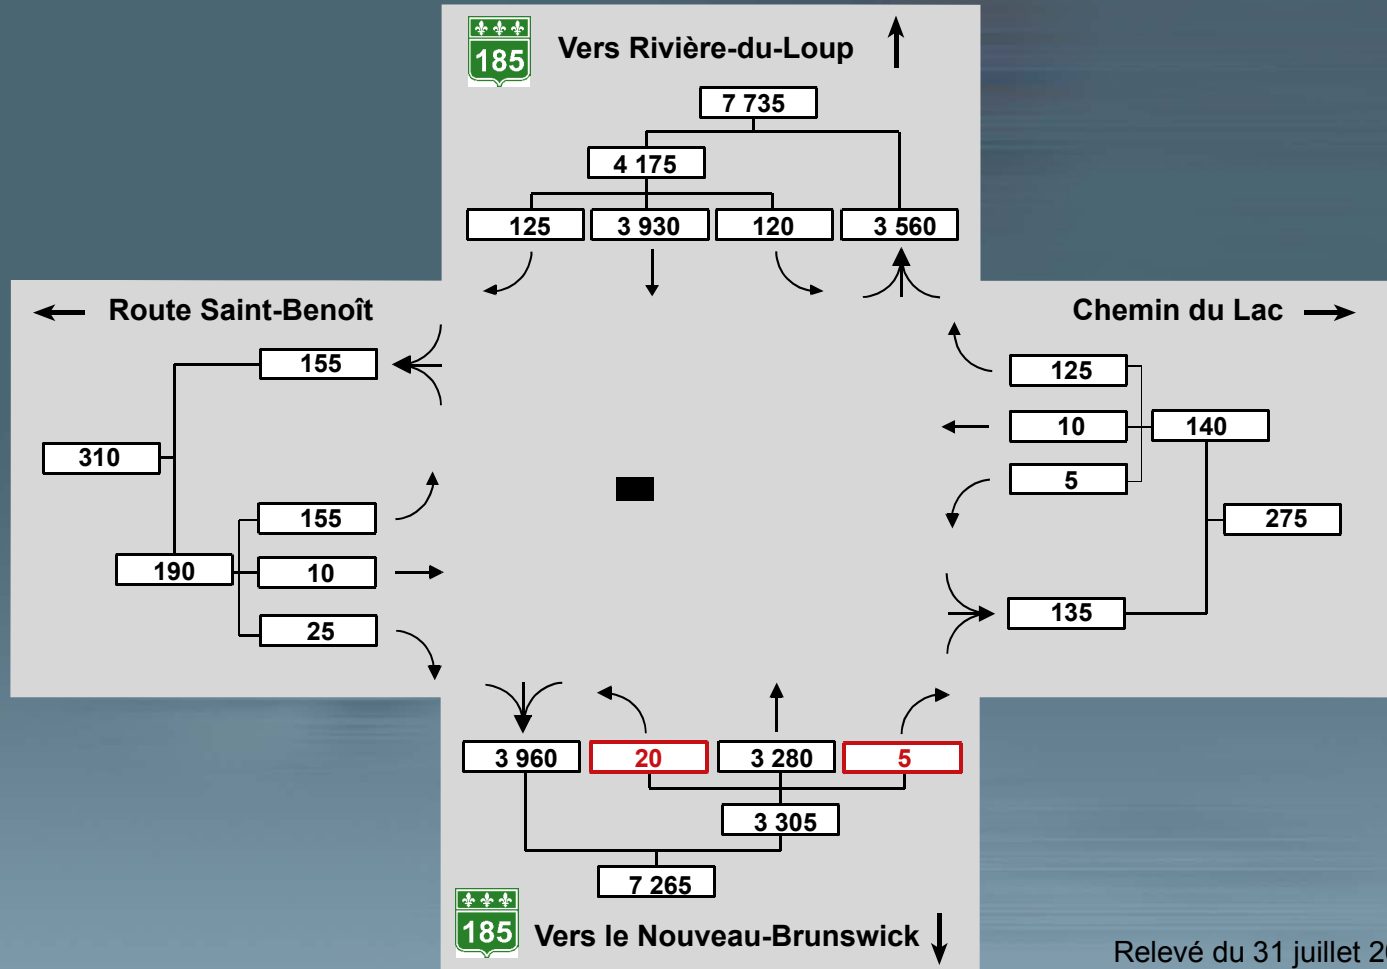 185
Vers Rivière-du-Loup
7 735
4 175
125 3 930 120 3 560
Route Saint-Benoît
155
310
155
190 10
25
Chemin du Lac
125
10 140
5
275
135
3 960 20 3 280 5
3 305
7 265
185
Vers le Nouveau-Brunswick
Relevé du 31 juillet